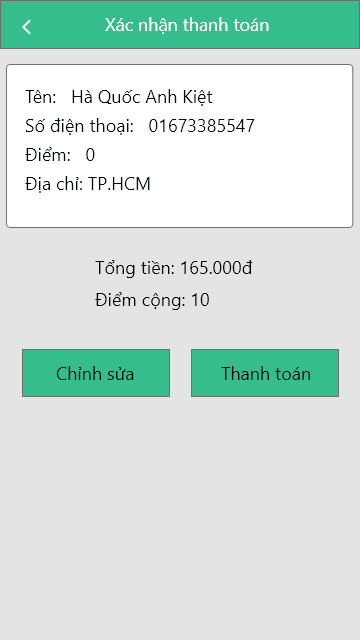 Xác nhận thanh toán
Tên: Hà Quốc Anh Kiệt
Số điện thoại: 01673385547
Điểm: 0
Địa chỉ: TP.HCM
Tổng tiền: 165.000đ
Điểm cộng: 10
Chỉnh sửa
Thanh toán